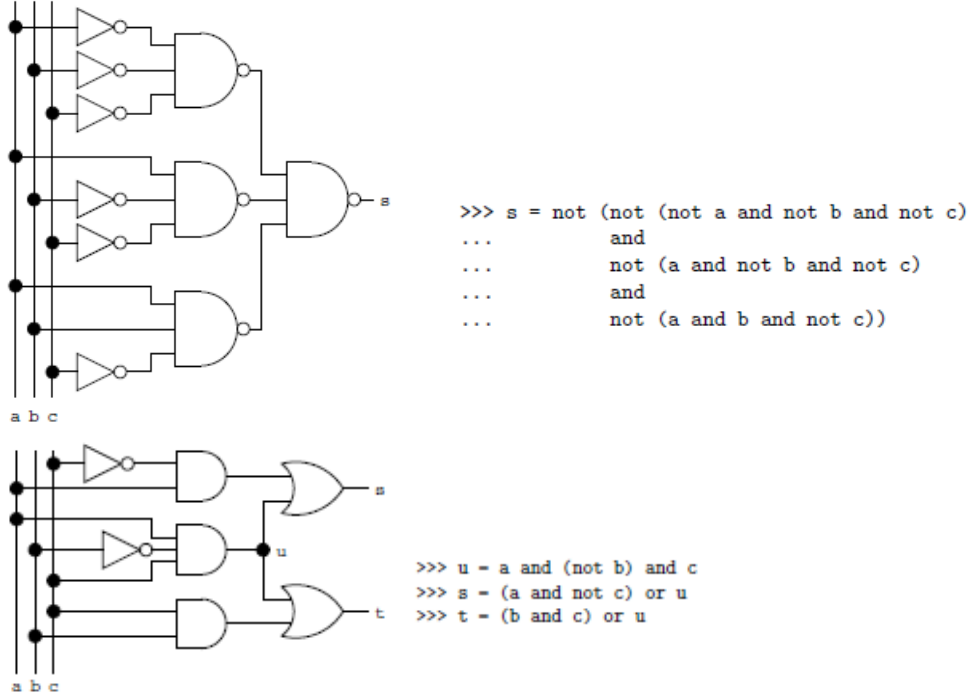 s
>>> s = not (not (not a and not b and not c)
... and
... not (a and not b and not c)
... and
... not (a and b and not c))
a b c
s
u
>>> u = a and (not b) and c
>>> s = (a and not c) or u
t
>>> t = (b and c) or u
a b c